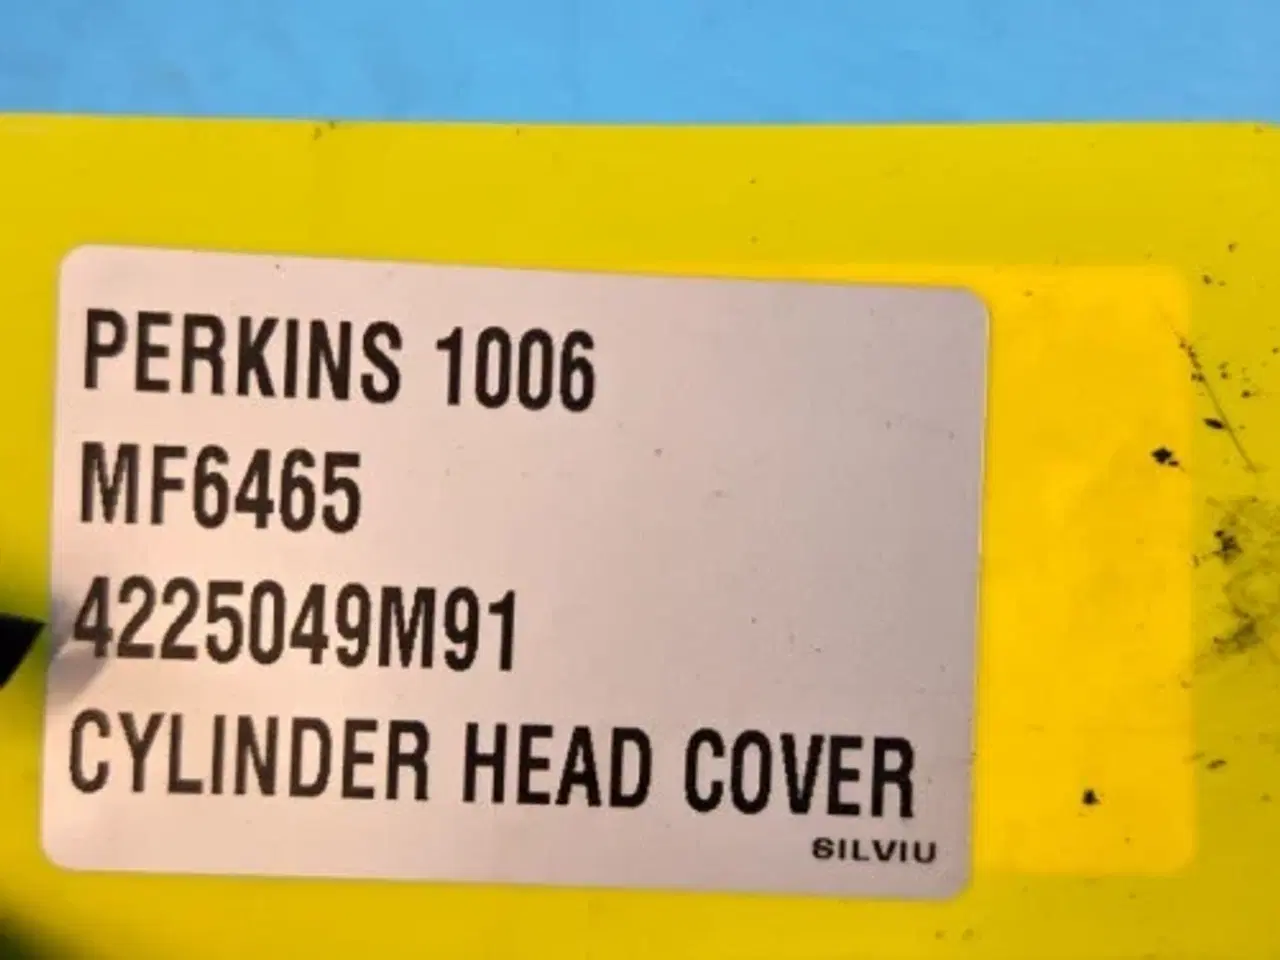 PERKINS 1006
MF6465
4225049M91
CYLINDER HEAD COVER
SILVIU